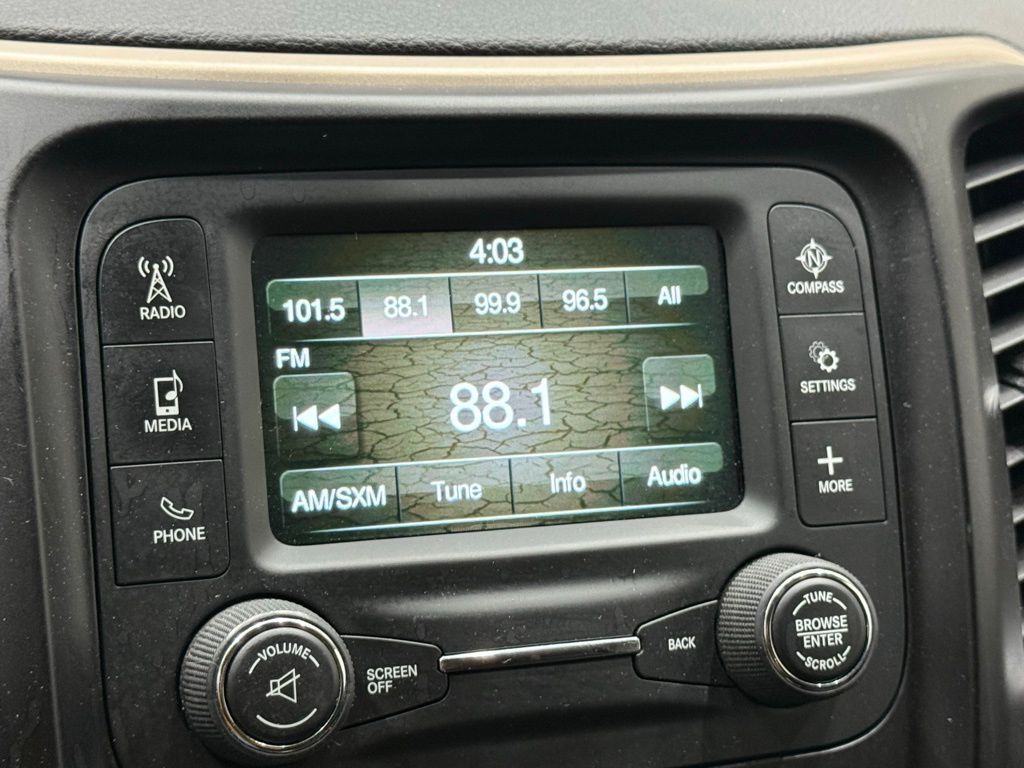 4:03
101.5 88.1 99.9 96.5 All
FM
88.1
AM/SXM Tune Info Audio
RADIO
MEDIA
PHONE
N
COMPASS
SETTINGS
MORE
VOLUME
SCREEN
OFF
BACK
TUNE
BROWSE
ENTER
SCROLL